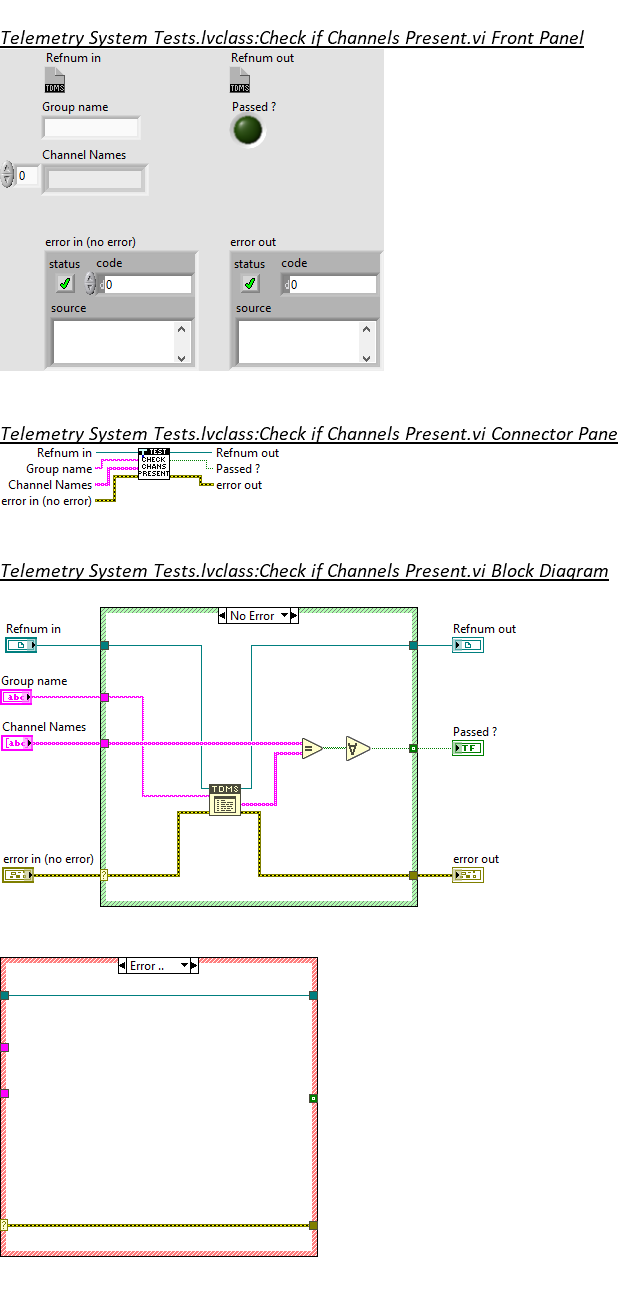 Telemetry System Tests.lvclass:Check if Channels Present.vi Front Panel
Refnum in
Refnum out
TDMS
TDMS
Group name
Passed ?
Channel Names
0
error in (no error)
error out
status
code
status
code
d
0
d
0
source
source
Telemetry System Tests.lvclass:Check if Channels Present.vi Connector Pane
Refnum in
Refnum out
Group name
Passed ?
Channel Names
error out
error in (no error)
T TEST
CHECK
CHANS
PRESENT
Telemetry System Tests.lvclass:Check if Channels Present.vi Block Diagram
No Error
Refnum in
Refnum out
Group name
abc
Channel Names
[abc]
=
∀
Passed ?
TF
TDMS
error in (no error)
error out
?
Error ..
?